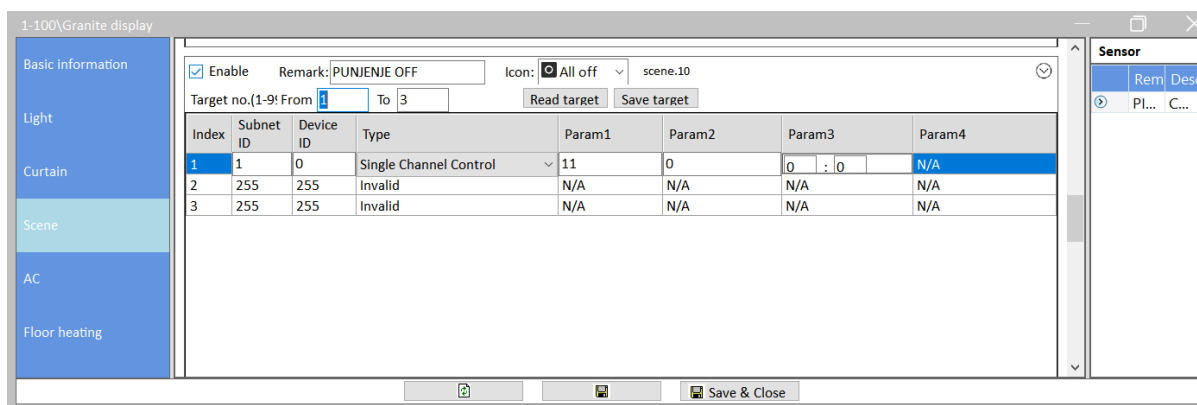 1-100\Granite display
Basic information
Light
Curtain
Scene
AC
Floor heating
Enable Remark: PUNJENJE OFF Icon: All off scene.10
Target no.(1-9 From 1 To 3 Read target Save target
Index Subnet ID Device ID Type Param1 Param2 Param3 Param4
1 1 0 Single Channel Control 11 0 0 : 0 N/A
2 255 255 Invalid N/A N/A N/A N/A
3 255 255 Invalid N/A N/A N/A N/A
Save & Close
Sensor
Rem Desc
Pl... C...